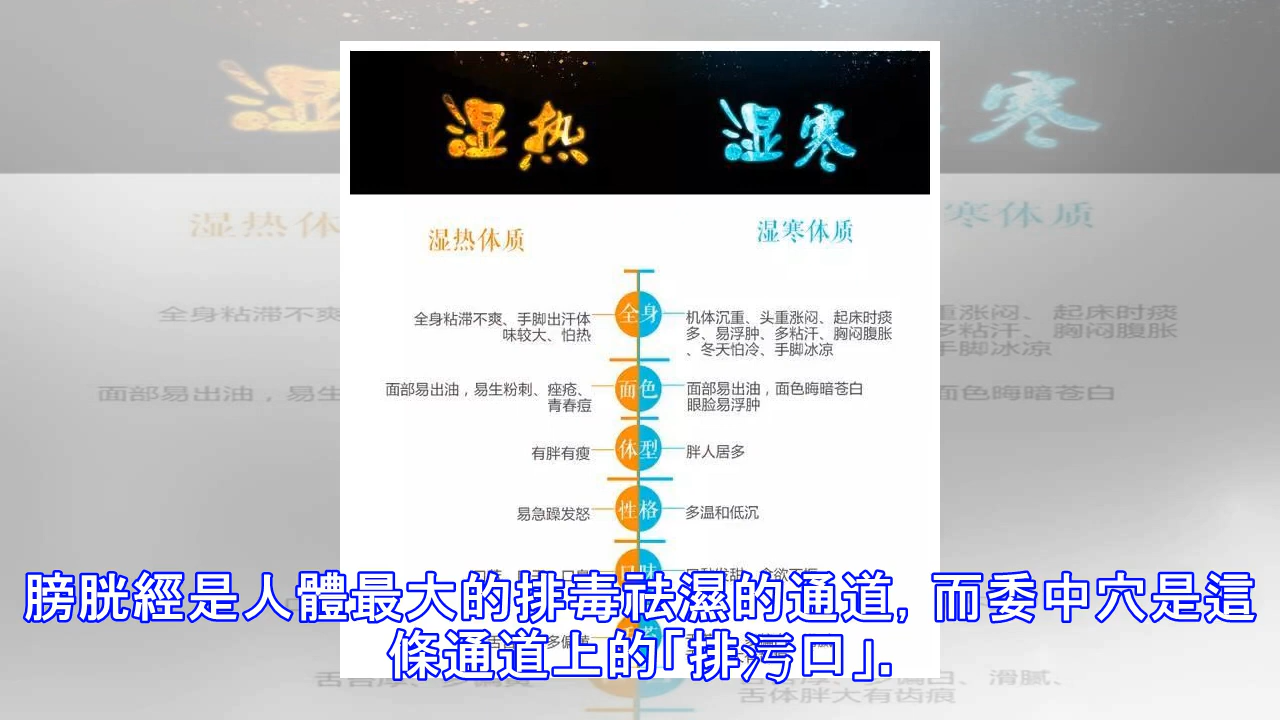 湿热
湿寒
湿热体质
湿寒体质
全身
全身粘滞不爽、手脚出汗体
味较大、怕热
机体沉重、头重涨闷、起床时痰
多、易浮肿、多粘汗、胸闷腹胀
、冬天怕冷、手脚冰凉
面色
面部易出油，易生粉刺、痤疮、
青春痘
面部易出油，面色晦暗苍白
眼脸易浮肿
体型
有胖有瘦
胖人居多
性格
易急躁发怒
多温和低沉
膀胱經是人體最大的排毒祛濕的通道, 而委中穴是這
條通道上的「排污口」.